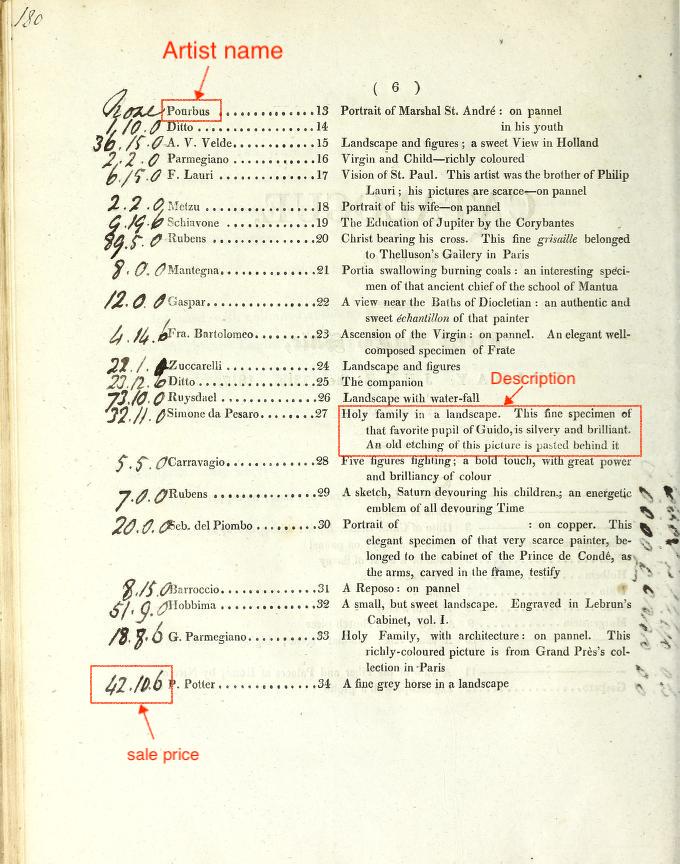 180
Artist name
( 6 )
Pourbus .............13 Portrait of Marshal St. André : on pannel
1.10.0 Ditto ................14 in his youth
36.15.0 A. V. Velde............15 Landscape and figures ; a sweet View in Holland
2.2.0 Parmegiano ............16 Virgin and Child—richly coloured
6.15.0 F. Lauri ..............17 Vision of St. Paul. This artist was the brother of Philip
Lauri ; his pictures are scarce—on pannel
2.2.0 Metzu ................18 Portrait of his wife—on pannel
9.19.6 Schiavone ............19 The Education of Jupiter by the Corybantes
89.5.0 Rubens ...............20 Christ bearing his cross. This fine grisaille belonged
to Thelluson's Gailery in Paris
8.0.0 Mantegna.............21 Portia swallowing burning coals : an interesting speci-
men of that ancient chief of the school of Mantua
12.0.0 Gaspar...............22 A view near the Baths of Diocletian : an authentic and
sweet échantillon of that painter
4.14.6 Fra. Bartolomeo........23 Ascension of the Virgin : on pannel. An elegant well-
composed specimen of Frate
Zuccarelli ............24 Landscape and figures
Ditto ................25 The companion
Description
73.10.0 Ruysdael .............26 Landscape with water-fall
32.11.0 Simone da Pesaro.......27 Holy family in a landscape. This fine specimen of
that favorite pupil of Guido, is silvery and brilliant.
An old etching of this picture is pasted behind it
5.5.0 Carravagio............28 Five figures fighting ; a bold touch, with great power
and brilliancy of colour
7.0.0 Rubens ..............29 A sketch, Saturn devouring his children ; an energetic
emblem of all devouring Time
20.0.0 Seb. del Piombo ........30 Portrait of : on copper. This
elegant specimen of that very scarce painter, be-
longed to the cabinet of the Prince de Condé, as
the arms, carved in the frame, testify
8.15.0 Barroccio.............31 A Reposo : on pannel
51.9.0 Hobbima .............32 A small, but sweet landscape. Engraved in Lebrun's
Cabinet, vol. I.
18.8.6 G. Parmegiano.........33 Holy Family, with architecture : on pannel. This
richly-coloured picture is from Grand Près's col-
lection in Paris
42.10.6 P. Potter .............34 A fine grey horse in a landscape
sale price